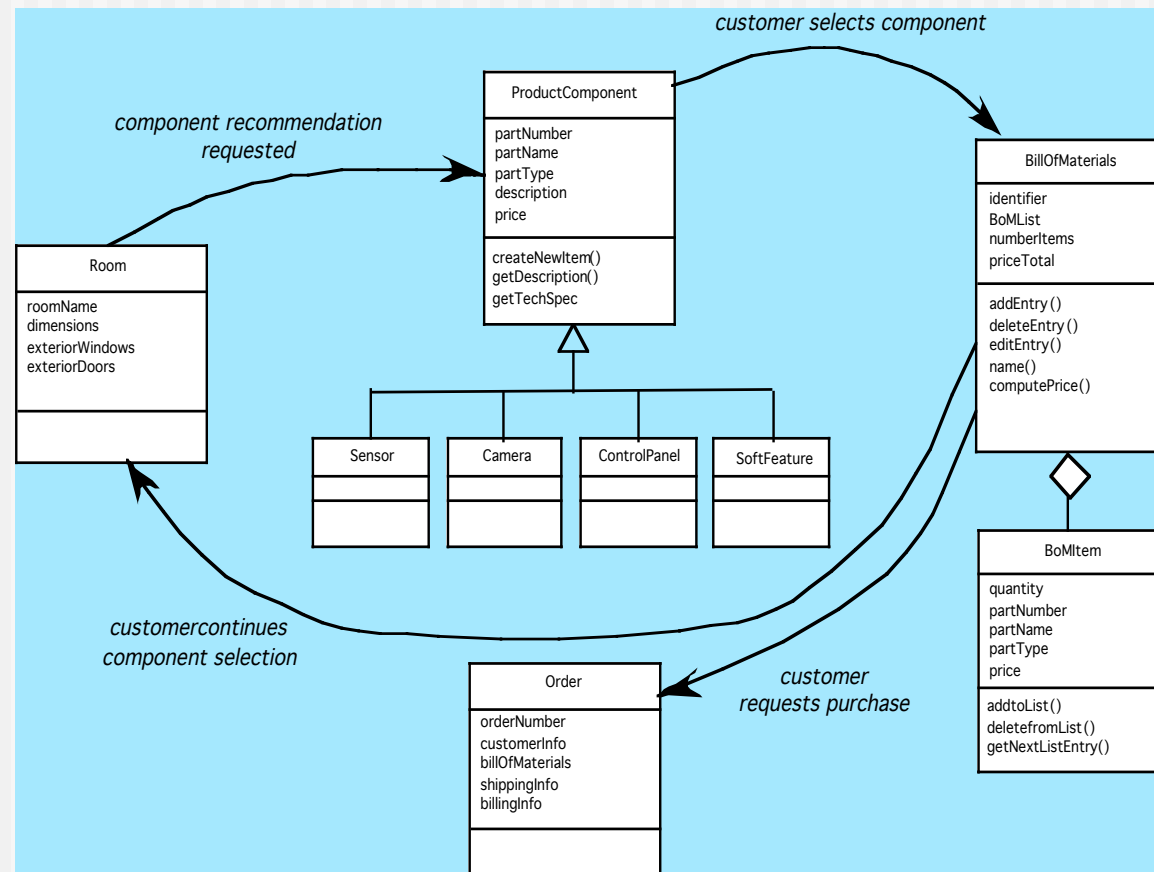 customer selects component
component recommendation
requested
ProductComponent
partNumber
partName
partType
description
price
createNewItem()
getDescription()
getTechSpec
BillOfMaterials
identifier
BoMList
numberItems
priceTotal
addEntry()
deleteEntry()
editEntry()
name()
computePrice()
Room
roomName
dimensions
exteriorWindows
exteriorDoors
Sensor
Camera
ControlPanel
SoftFeature
BoMItem
quantity
partNumber
partName
partType
price
addtoList()
deletefromList()
getNextListEntry()
customercontinues
component selection
customer
requests purchase
Order
orderNumber
customerInfo
billOfMaterials
shippingInfo
billingInfo